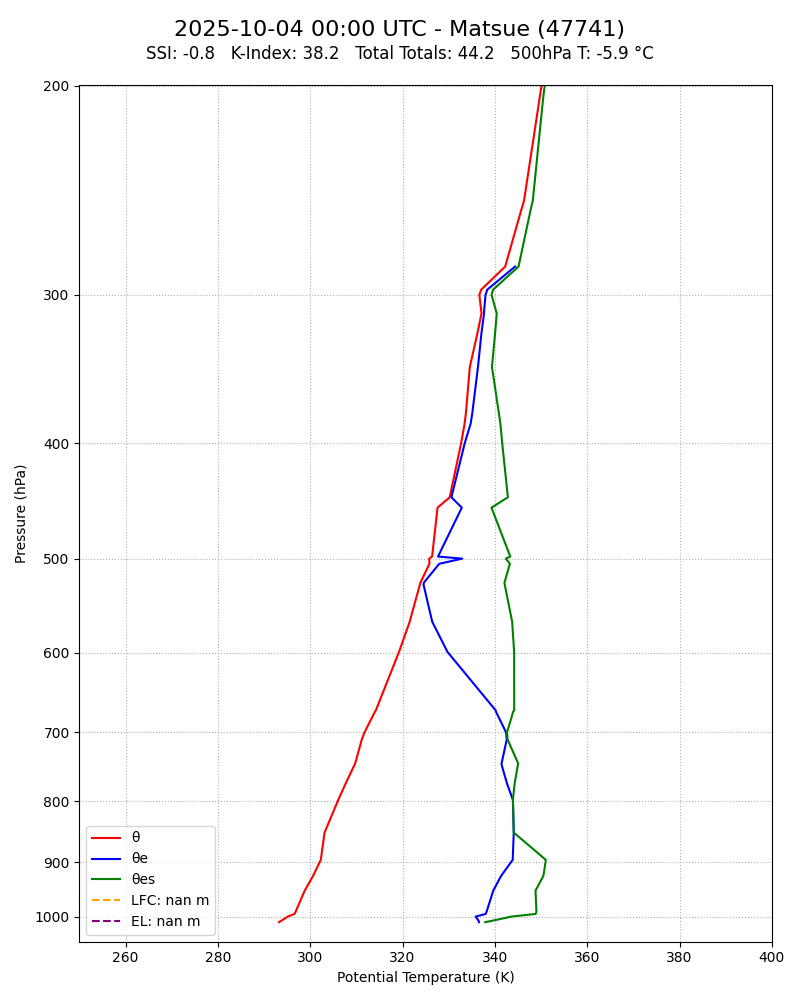 2025-10-04 00:00 UTC - Matsue (47741)
SSI: -0.8   K-Index: 38.2   Total Totals: 44.2   500hPa T: -5.9 °C
200
300
400
500
600
700
800
900
1000
Pressure (hPa)
θ
θe
θes
LFC: nan m
EL: nan m
260
280
300
320
340
360
380
400
Potential Temperature (K)